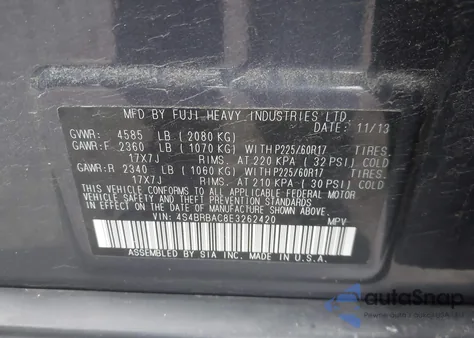 MFD BY FUJI HEAVY INDUSTRIES LTD.
DATE: 11/13
GVWR: 4585 LB (2080 KG)
GAWR:F 2360 LB (1070 KG) WITH P225/60R17 TIRES.
17X7J RIMS. AT 220 KPA (32 PSI) COLD
GAWR:R 2340 LB (1060 KG) WITH P225/60R17 TIRES.
17X7J RIMS. AT 210 KPA (30 PSI) COLD
THIS VEHICLE CONFORMS TO ALL APPLICABLE FEDERAL MOTOR
VEHICLE SAFETY AND THEFT PREVENTION STANDARDS IN EFFECT
ON THE DATE OF MANUFACTURE SHOWN ABOVE.
VIN: 4S4BRBAC8E3262420 MPV
ASSEMBLED BY SIA INC. MADE IN U.S.A.
autoSnap